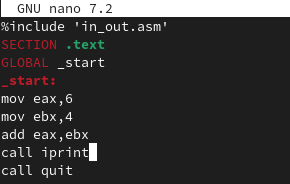 GNU nano 7.2
%include 'in_out.asm'
SECTION .text
GLOBAL _start
_start:
mov eax,6
mov ebx,4
add eax,ebx
call iprint
call quit